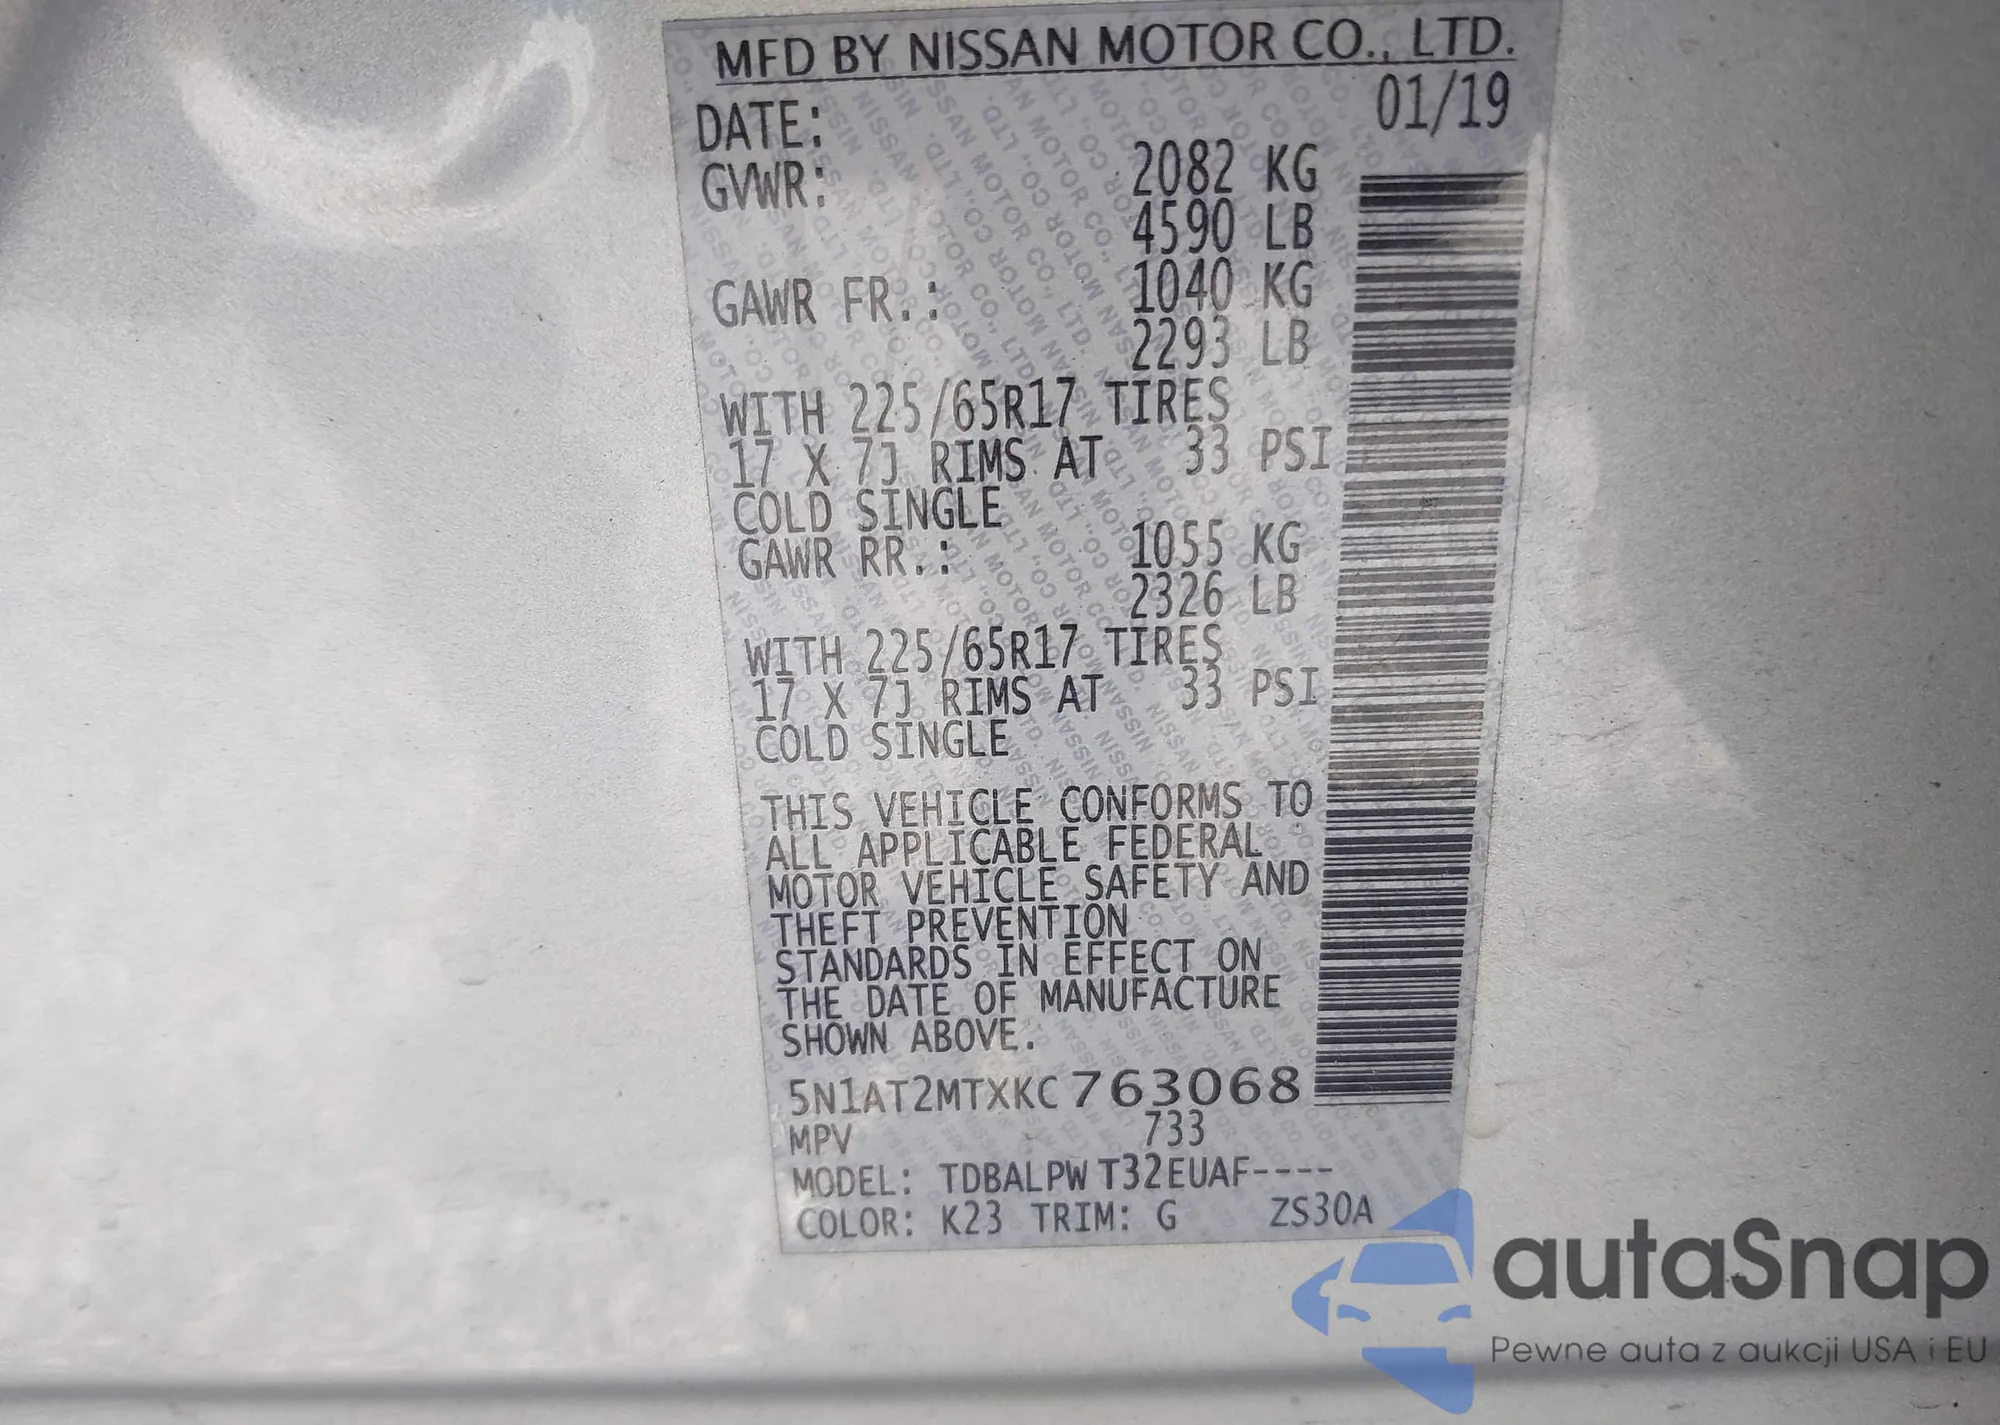 MFD BY NISSAN MOTOR CO., LTD.
DATE: 01/19
GVWR: 2082 KG
4590 LB
GAWR FR.: 1040 KG
2293 LB
WITH 225/65R17 TIRES
17 X 7J RIMS AT 33 PSI
COLD SINGLE
GAWR RR.: 1055 KG
2326 LB
WITH 225/65R17 TIRES
17 X 7J RIMS AT 33 PSI
COLD SINGLE
THIS VEHICLE CONFORMS TO
ALL APPLICABLE FEDERAL
MOTOR VEHICLE SAFETY AND
THEFT PREVENTION
STANDARDS IN EFFECT ON
THE DATE OF MANUFACTURE
SHOWN ABOVE.
5N1AT2MTXKC763068
MPV 733
MODEL: TDBALPW T32EUAF----
COLOR: K23 TRIM: G ZS30A
autaSnap
Pewne auta z aukcji USA i EU